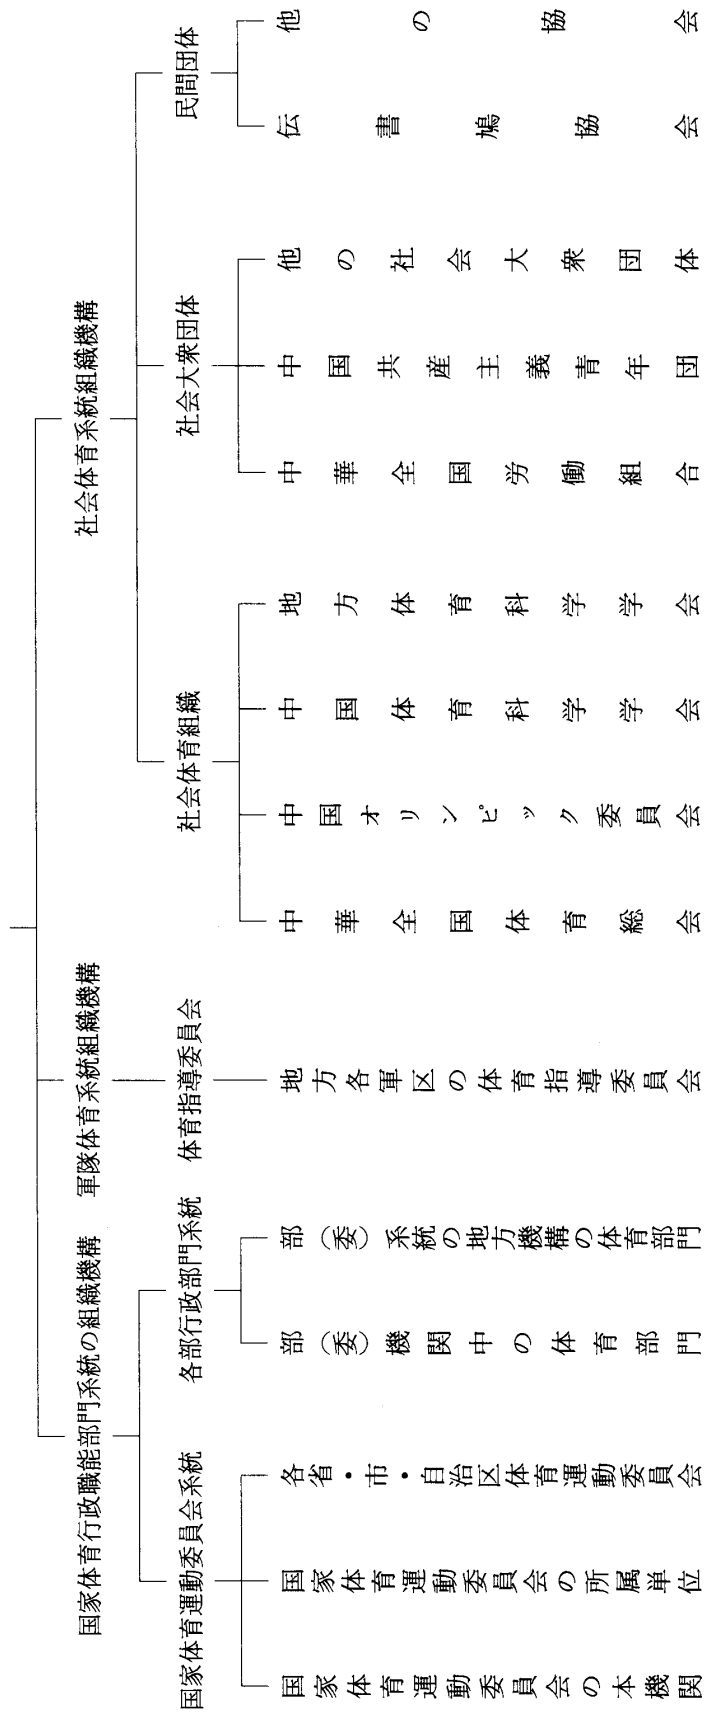 国家体育行政職能部門系統の組織機構
軍隊体育系統組織機構
社会体育系統組織機構
国家体育運動委員会系統
各部行政部門系統
体育指導委員会
社会体育組織
社会大衆団体
民間団体
国家体育運動委員会の本機関
国家体育運動委員会の所属単位
各省・市・自治区体育運動委員会
部（委）機関中の体育部門
部（委）系統の地方機構の体育部門
地方各軍区の体育指導委員会
中華全国体育総会
中国オリンピック委員会
中国体育科学学会
地方体育科学学会
中華全国労働組合
中国共産主義青年団
他の社会大衆団体
伝書鳩協会
他の協会